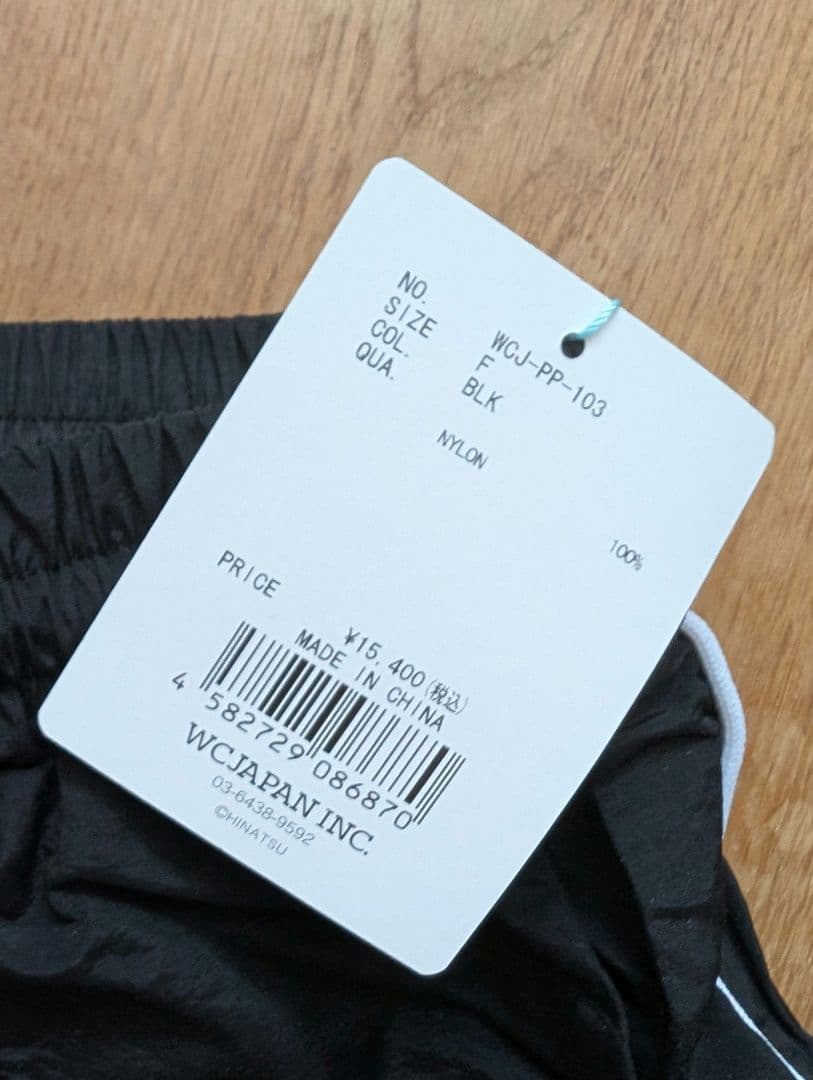 NO. WCJ-PP-103
SIZE F
COL. BLK
QUA.
NYLON 100%
PRICE
¥15,400(税込)
MADE IN CHINA
4 582729 086870
WCJAPAN INC.
03-6438-9592
©HINATSU